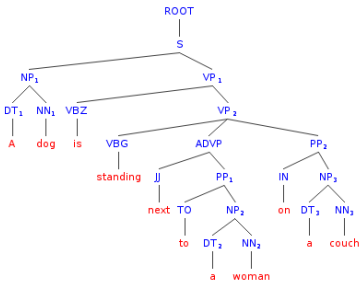 ROOT
S
NP₁ VP₁
DT₁ NN₁ VBZ VP₂
A dog is VBG ADVP PP₂
standing JJ PP₁ IN NP₃
next TO NP₂ on DT₃ NN₃
to DT₂ NN₂ a couch
a woman